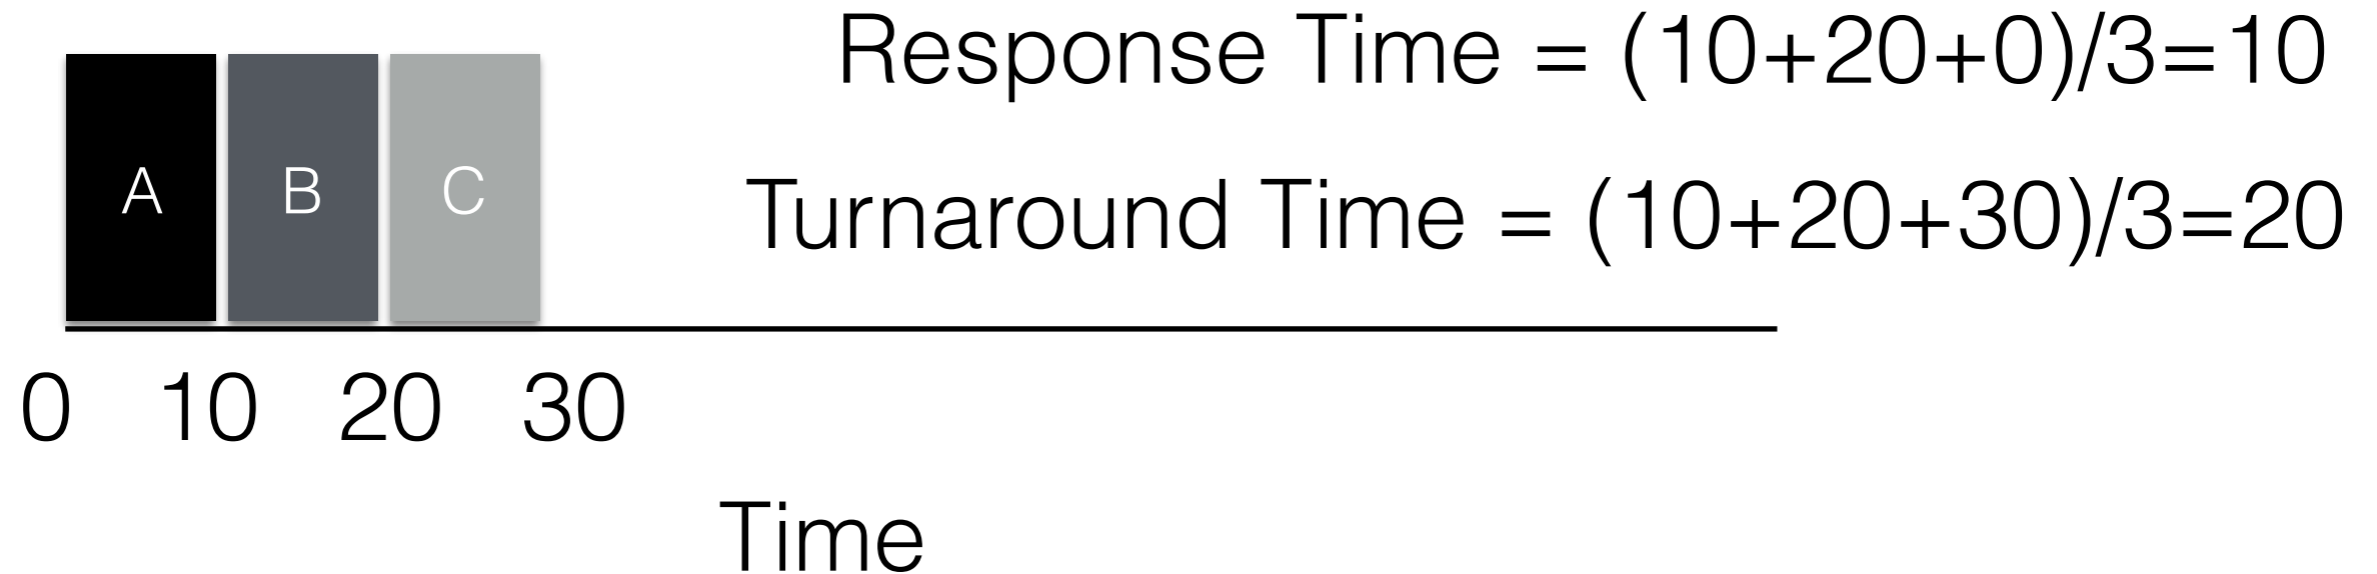 Response Time = (10+20+0)/3=10
A B C
Turnaround Time = (10+20+30)/3=20
0 10 20 30
Time